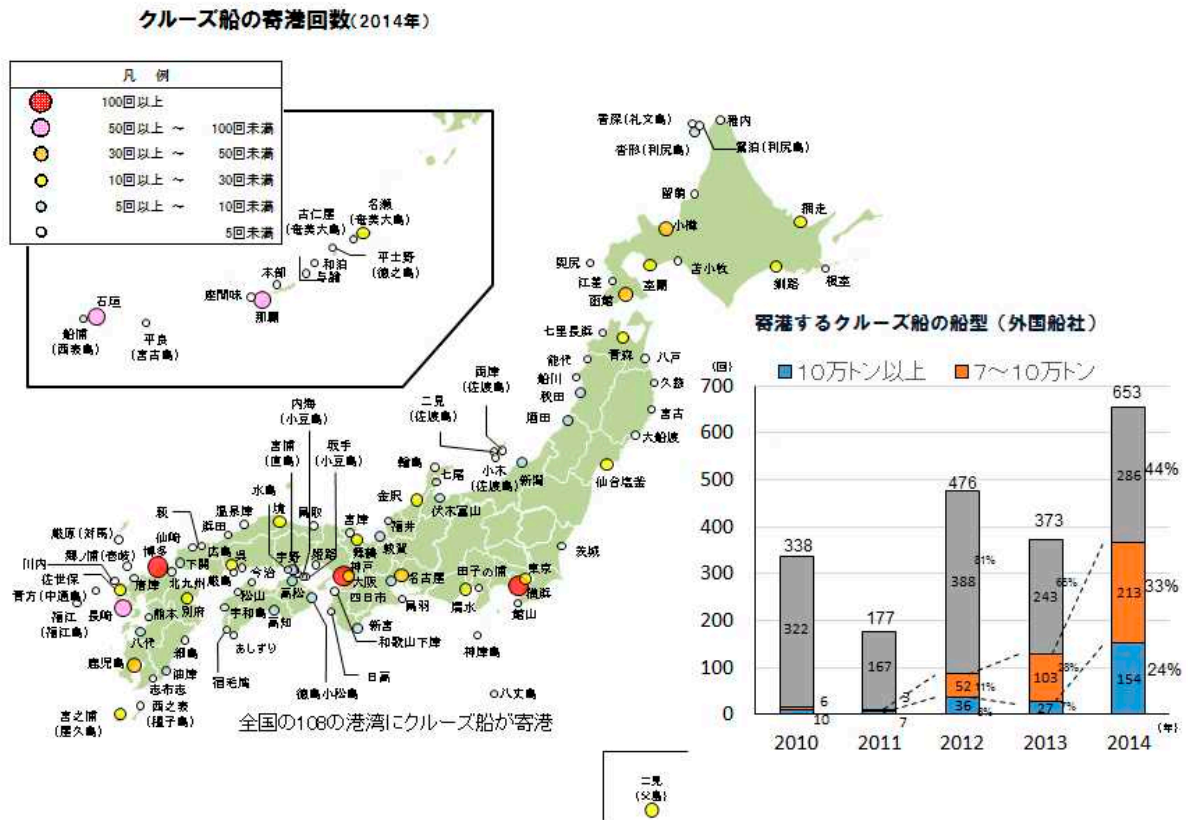 クルーズ船の寄港回数(2014年)
凡 例
100回以上
50回以上 ～ 100回未満
30回以上 ～ 50回未満
10回以上 ～ 30回未満
5回以上 ～ 10回未満
5回未満
古仁屋
(奄美大島)
名瀬
(奄美大島)
平土野
(徳之島)
和泊
与論
本部
座間味
那覇
石垣
船浦
(西表島)
平良
(宮古島)
香深(礼文島)
稚内
沓形(利尻島)
鴛泊(利尻島)
留萌
小樽
網走
奥尻
江差
函館
室蘭
苫小牧
釧路
根室
七里長浜
青森
能代
八戸
船川
久慈
秋田
宮古
酒田
大船渡
仙台塩釜
両津
(佐渡島)
二見
(佐渡島)
小木
(佐渡島)
新潟
内海
(小豆島)
宮浦
(直島)
坂手
(小豆島)
輪島
七尾
金沢
伏木富山
水島
境
鳥取
宮津
福井
舞鶴
敦賀
萩
温泉津
浜田
仙崎
厳原(対馬)
郷ノ浦(壱岐)
博多
川内
下関
広島
呉
宇野
姫路
神戸
大阪
名古屋
四日市
田子の浦
東京
横浜
茨城
佐世保
唐津
北九州
厳島
今治
高松
青方(中通島)
長崎
熊本
別府
松山
宇和島
高知
新宮
鳥羽
清水
館山
福江
(福江島)
八代
細島
あしずり
和歌山下津
神津島
鹿児島
油津
志布志
宿毛湾
日高
徳島小松島
八丈島
宮之浦
(屋久島)
西之表
(種子島)
全国の108の港湾にクルーズ船が寄港
二見
(父島)
寄港するクルーズ船の船型（外国船社）
(回)
10万トン以上 7～10万トン
700
600
500
400
300
200
100
0
338
322
6
10
177
167
3
7
476
81%
388
52 11%
36 8%
373
65%
243
103 28%
27 7%
653
286 44%
213 33%
154 24%
2010 2011 2012 2013 2014
(年)